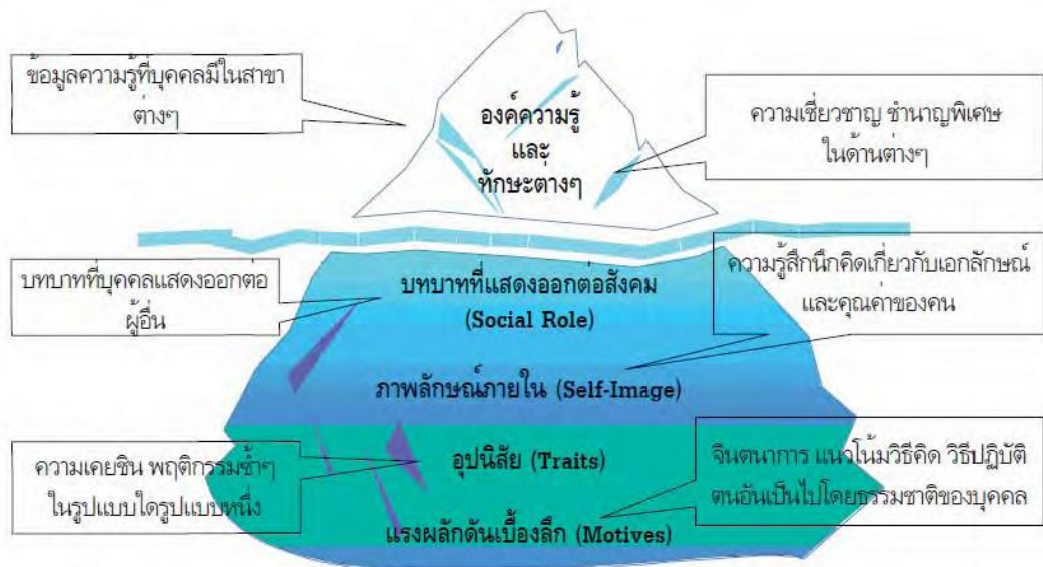 ข้อมูลความรู้ที่บุคคลมีในสาขา
ต่างๆ
องค์ความรู้
และ
ทักษะต่างๆ
ความเชี่ยวชาญ ชำนาญพิเศษ
ในด้านต่างๆ
บทบาทที่บุคคลแสดงออกต่อ
ผู้อื่น
บทบาทที่แสดงออกต่อสังคม
(Social Role)
ความรู้สึกนึกคิดเกี่ยวกับเอกลักษณ์
และคุณค่าของคน
ภาพลักษณ์ภายใน (Self-Image)
ความเคยชิน พฤติกรรมซ้ำๆ
ในรูปแบบใดรูปแบบหนึ่ง
อุปนิสัย (Traits)
แรงผลักดันเบื้องลึก (Motives)
จินตนาการ แนวโน้มวิธีคิด วิธีปฏิบัติ
ตนอันเป็นไปโดยธรรมชาติของบุคคล